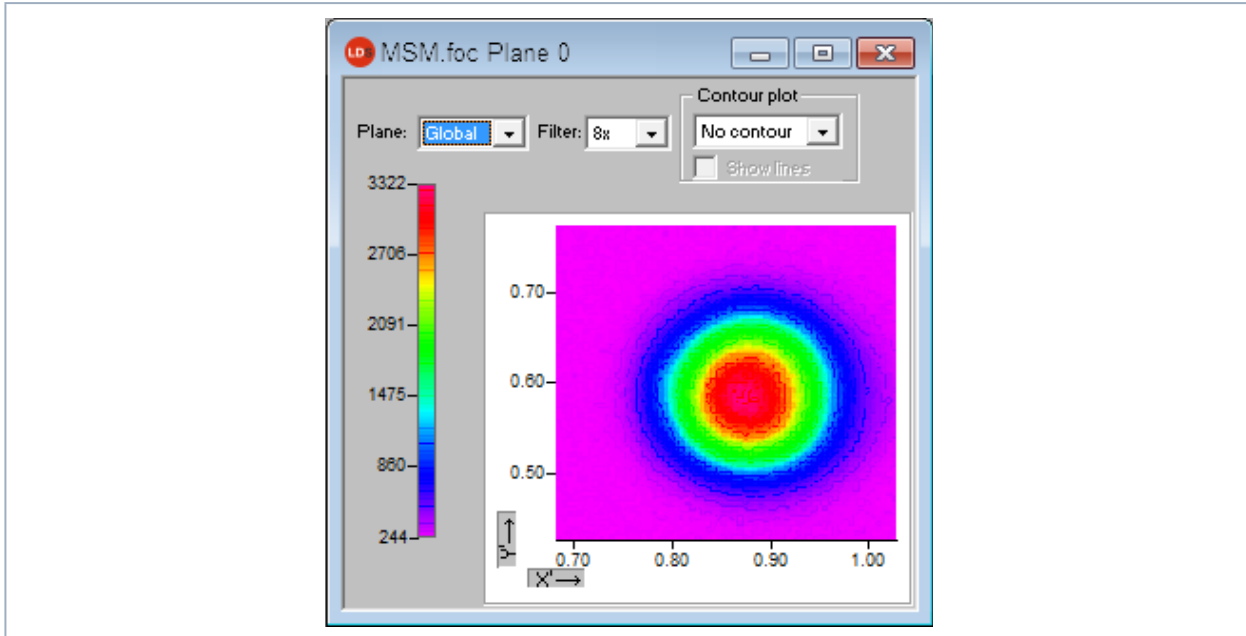 LDS MSM.foc Plane 0
Contour plot
Plane: Global Filter: 8x No contour
Show lines
3322
2706
2091
1475
860
244
0.70
0.60
0.50
0.70 0.80 0.90 1.00
X'